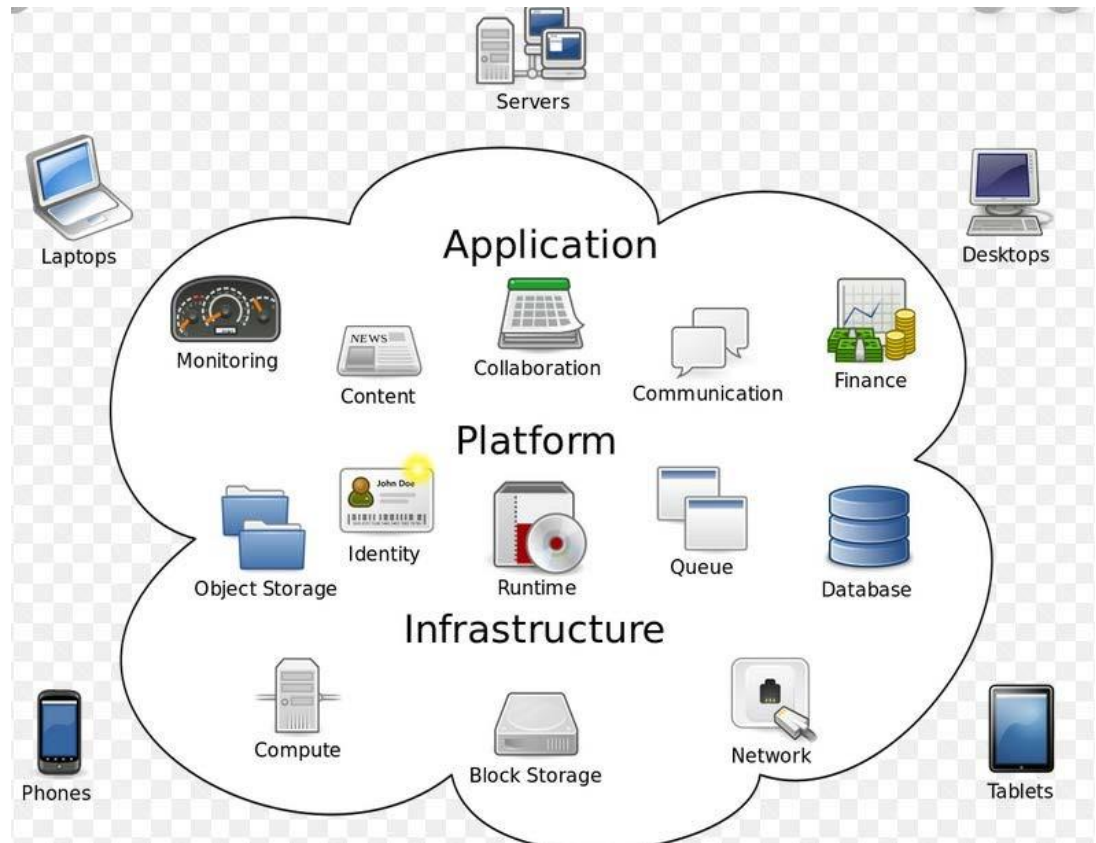 Servers
Laptops
Desktops
Application
Monitoring
NEWS
Content
Collaboration
Communication
Finance
Platform
John Doe
Object Storage
Identity
Runtime
Queue
Database
Infrastructure
Compute
Block Storage
Network
Phones
Tablets